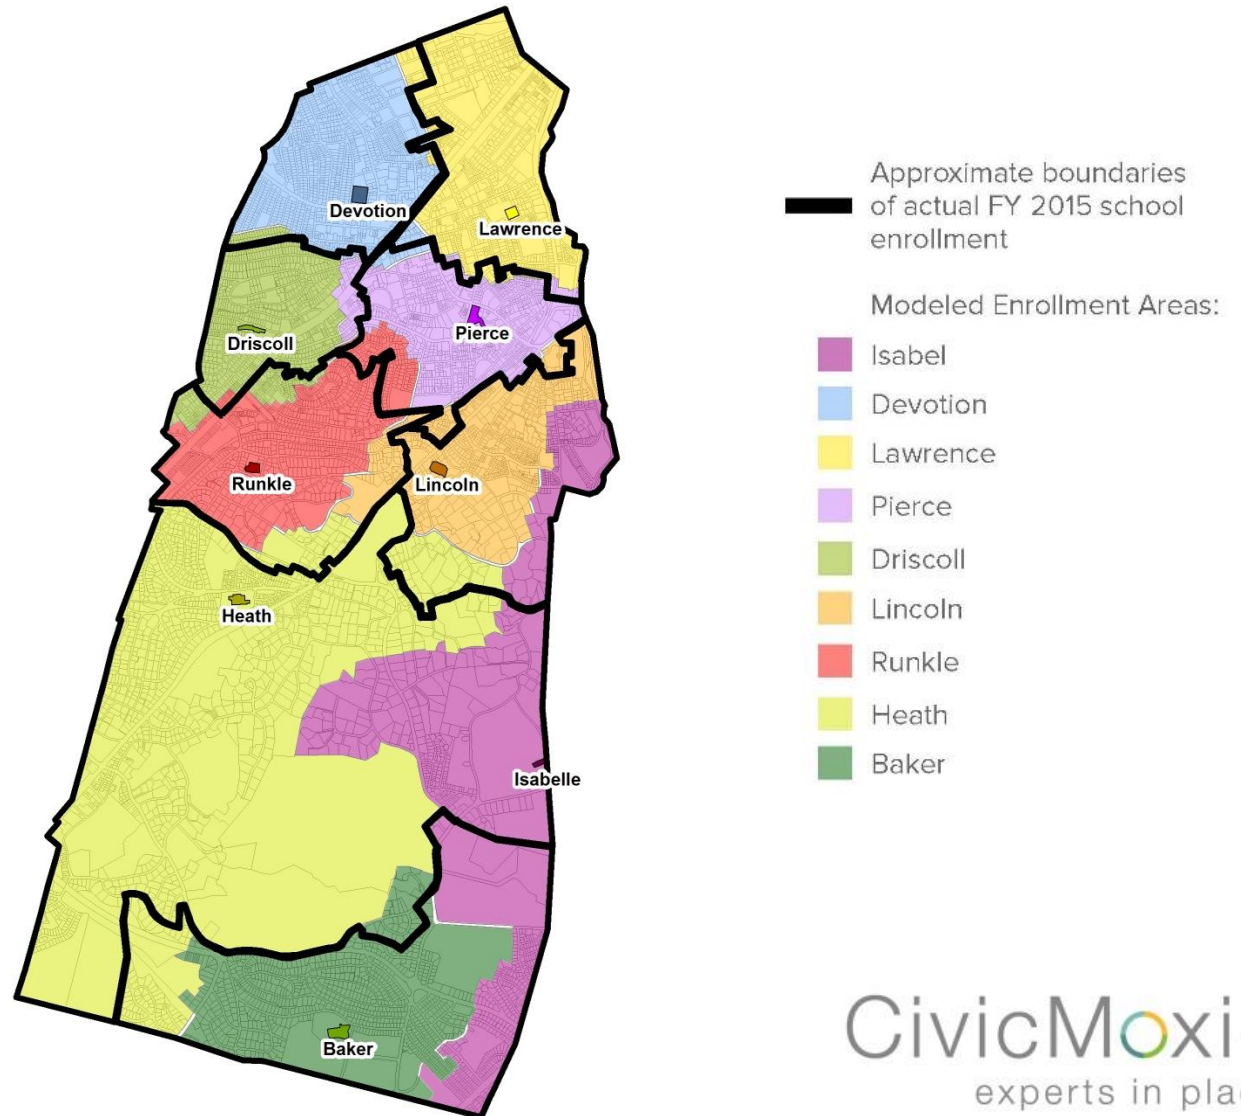 Devotion
Lawrence
Driscoll
Pierce
Runkle
Lincoln
Heath
Isabelle
Baker
Approximate boundaries
of actual FY 2015 school
enrollment
Modeled Enrollment Areas:
Isabel
Devotion
Lawrence
Pierce
Driscoll
Lincoln
Runkle
Heath
Baker
CivicMoxi
experts in pla